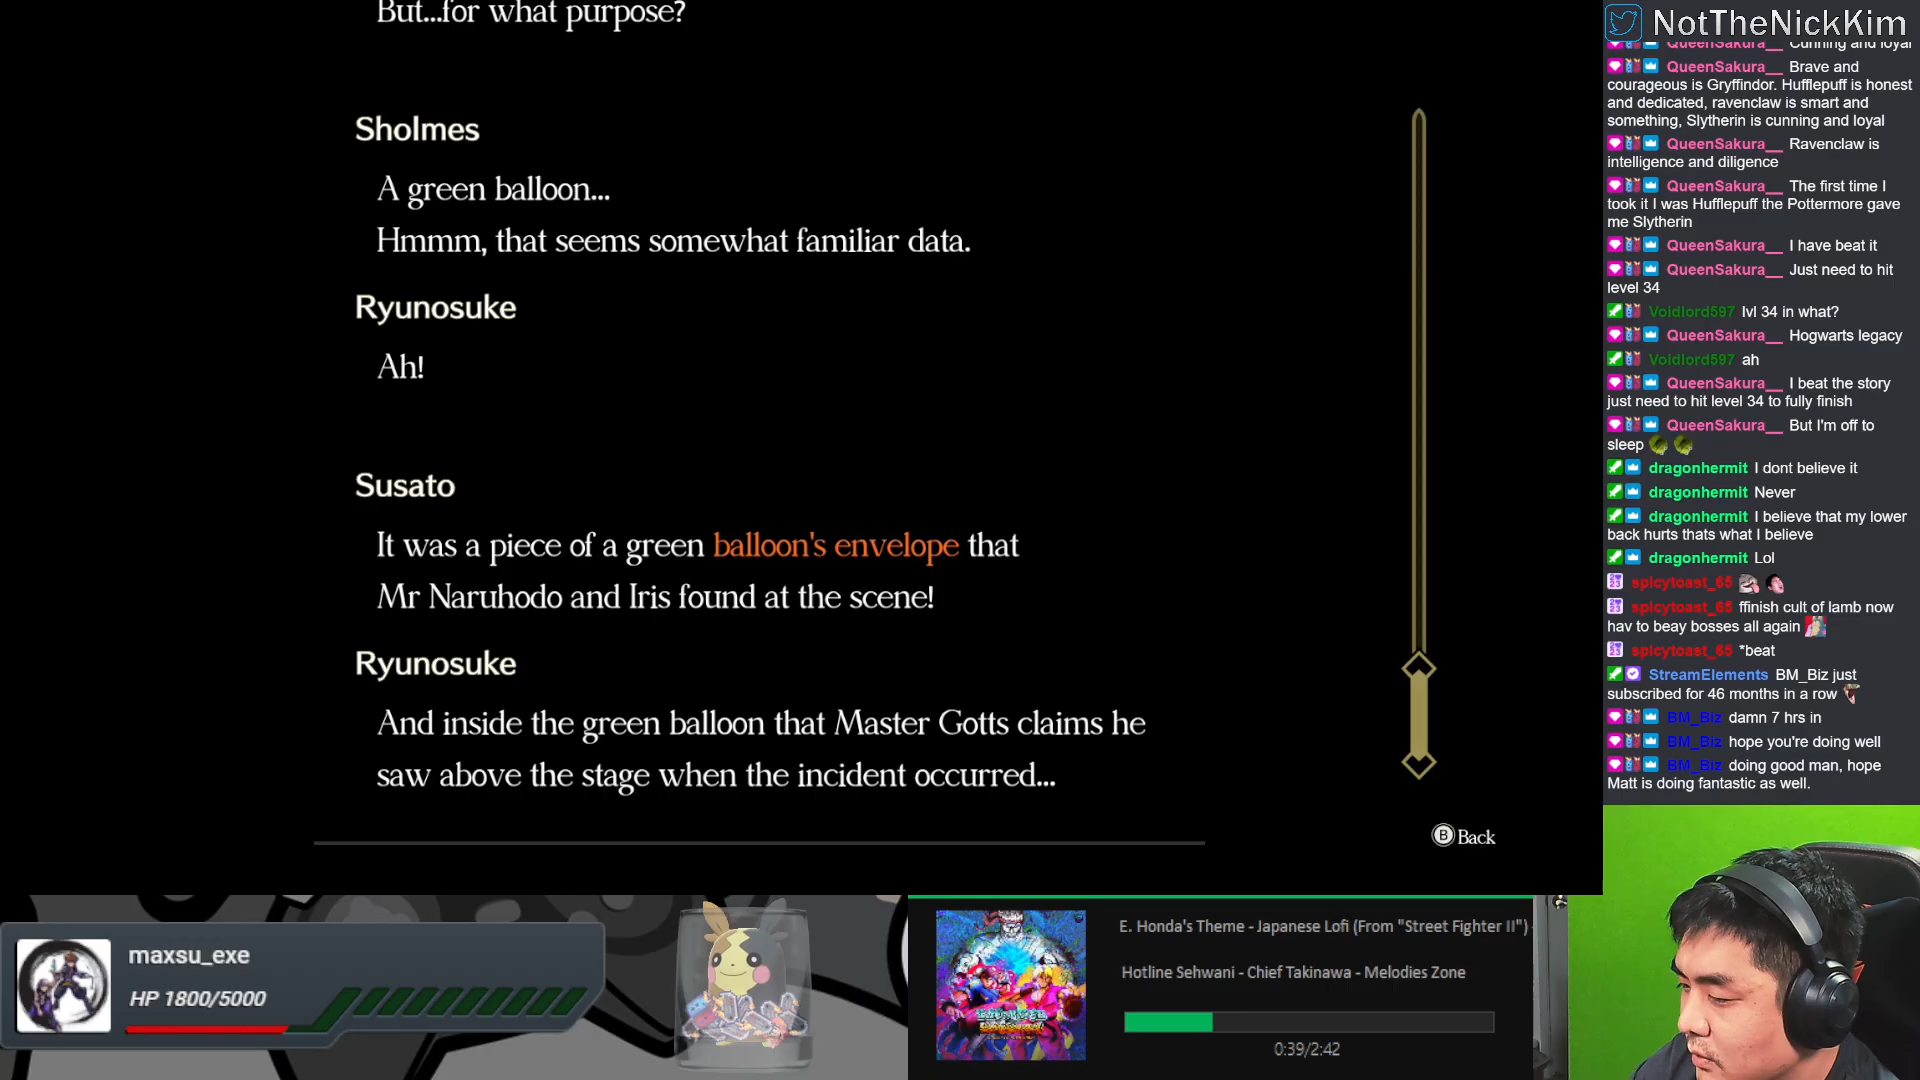 But...for what purpose?
Sholmes
A green balloon...
Hmmm, that seems somewhat familiar data.
Ryunosuke
Ah!
Susato
It was a piece of a green balloon's envelope that
Mr Naruhodo and Iris found at the scene!
Ryunosuke
And inside the green balloon that Master Gotts claims he
saw above the stage when the incident occurred...
B Back
NotTheNickKim
QueenSakura__ Cunning and loyal
QueenSakura__ Brave and
courageous is Gryffindor. Hufflepuff is honest
and dedicated, ravenclaw is smart and
something, Slytherin is cunning and loyal
QueenSakura__ Ravenclaw is
intelligence and diligence
QueenSakura__ The first time I
took it I was Hufflepuff the Pottermore gave
me Slytherin
QueenSakura__ I have beat it
QueenSakura__ Just need to hit
level 34
Voidlord597 lvl 34 in what?
QueenSakura__ Hogwarts legacy
Voidlord597 ah
QueenSakura__ I beat the story
just need to hit level 34 to fully finish
QueenSakura__ But I'm off to
sleep
dragonhermit I dont believe it
dragonhermit Never
dragonhermit I believe that my lower
back hurts thats what I believe
dragonhermit Lol
spicytoast_65
spicytoast_65 ffinish cult of lamb now
hav to beay bosses all again
spicytoast_65 *beat
StreamElements BM_Biz just
subscribed for 46 months in a row
BM_Biz damn 7 hrs in
BM_Biz hope you're doing well
BM_Biz doing good man, hope
Matt is doing fantastic as well.
maxsu_exe
HP 1800/5000
E. Honda's Theme - Japanese Lofi (From "Street Fighter II") -
Hotline Sehwani - Chief Takinawa - Melodies Zone
0:39/2:42